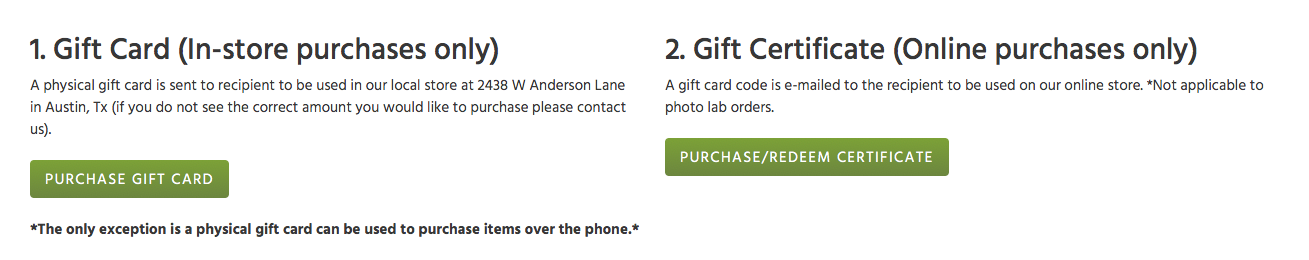 1. Gift Card (In-store purchases only)
A physical gift card is sent to recipient to be used in our local store at 2438 W Anderson Lane
in Austin, Tx (if you do not see the correct amount you would like to purchase please contact
us).
PURCHASE GIFT CARD
*The only exception is a physical gift card can be used to purchase items over the phone.*
2. Gift Certificate (Online purchases only)
A gift card code is e-mailed to the recipient to be used on our online store. *Not applicable to
photo lab orders.
PURCHASE/REDEEM CERTIFICATE